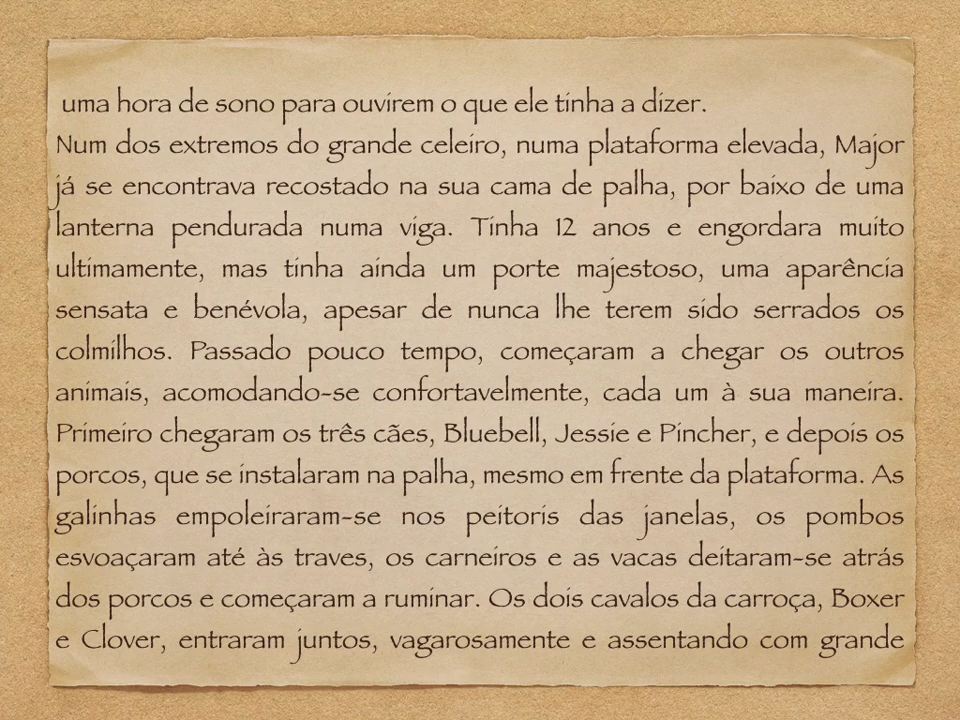 uma hora de sono para ouvirem o que ele tinha a dizer.
Num dos extremos do grande celeiro, numa plataforma elevada, Major
já se encontrava recostado na sua cama de palha, por baixo de uma
lanterna pendurada numa viga. Tinha 12 anos e engordara muito
ultimamente, mas tinha ainda um porte majestoso, uma aparência
sensata e benévola, apesar de nunca lhe terem sido serrados os
colmilhos. Passado pouco tempo, começaram a chegar os outros
animais, acomodando-se confortavelmente, cada um à sua maneira.
Primeiro chegaram os três cães, Bluebell, Jessie e Pincher, e depois os
porcos, que se instalaram na palha, mesmo em frente da plataforma. As
galinhas empoleiraram-se nos peitoris das janelas, os pombos
esvoaçaram até às traves, os carneiros e as vacas deitaram-se atrás
dos porcos e começaram a ruminar. Os dois cavalos da carroça, Boxer
e Clover, entraram juntos, vagarosamente e assentando com grande